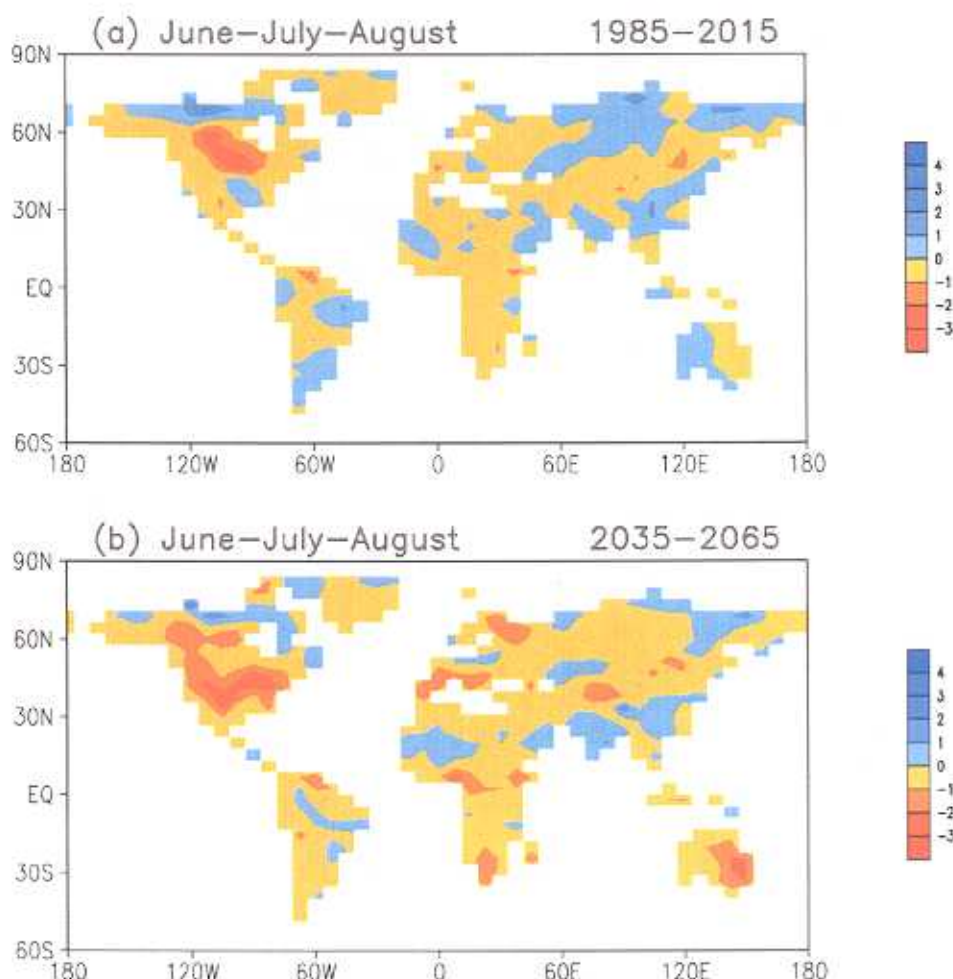 (a) June-July-August 1985-2015
90N
60N
30N
EQ
30S
60S
180 120W 60W 0 60E 120E 180
4
3
2
1
0
-1
-2
-3
(b) June-July-August 2035-2065
90N
60N
30N
EQ
30S
60S
180 120W 60W 0 60E 120E 180
4
3
2
1
0
-1
-2
-3